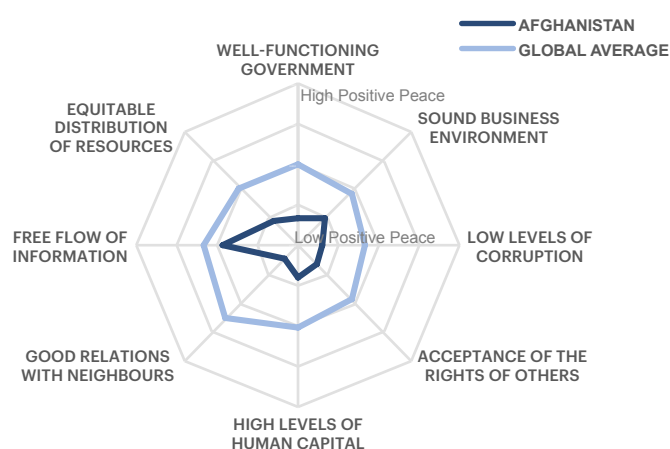 AFGHANISTAN
GLOBAL AVERAGE
WELL-FUNCTIONING
GOVERNMENT
High Positive Peace
EQUITABLE
DISTRIBUTION
OF RESOURCES
SOUND BUSINESS
ENVIRONMENT
FREE FLOW OF
INFORMATION
Low Positive Peace
LOW LEVELS OF
CORRUPTION
GOOD RELATIONS
WITH NEIGHBOURS
ACCEPTANCE OF THE
RIGHTS OF OTHERS
HIGH LEVELS OF
HUMAN CAPITAL